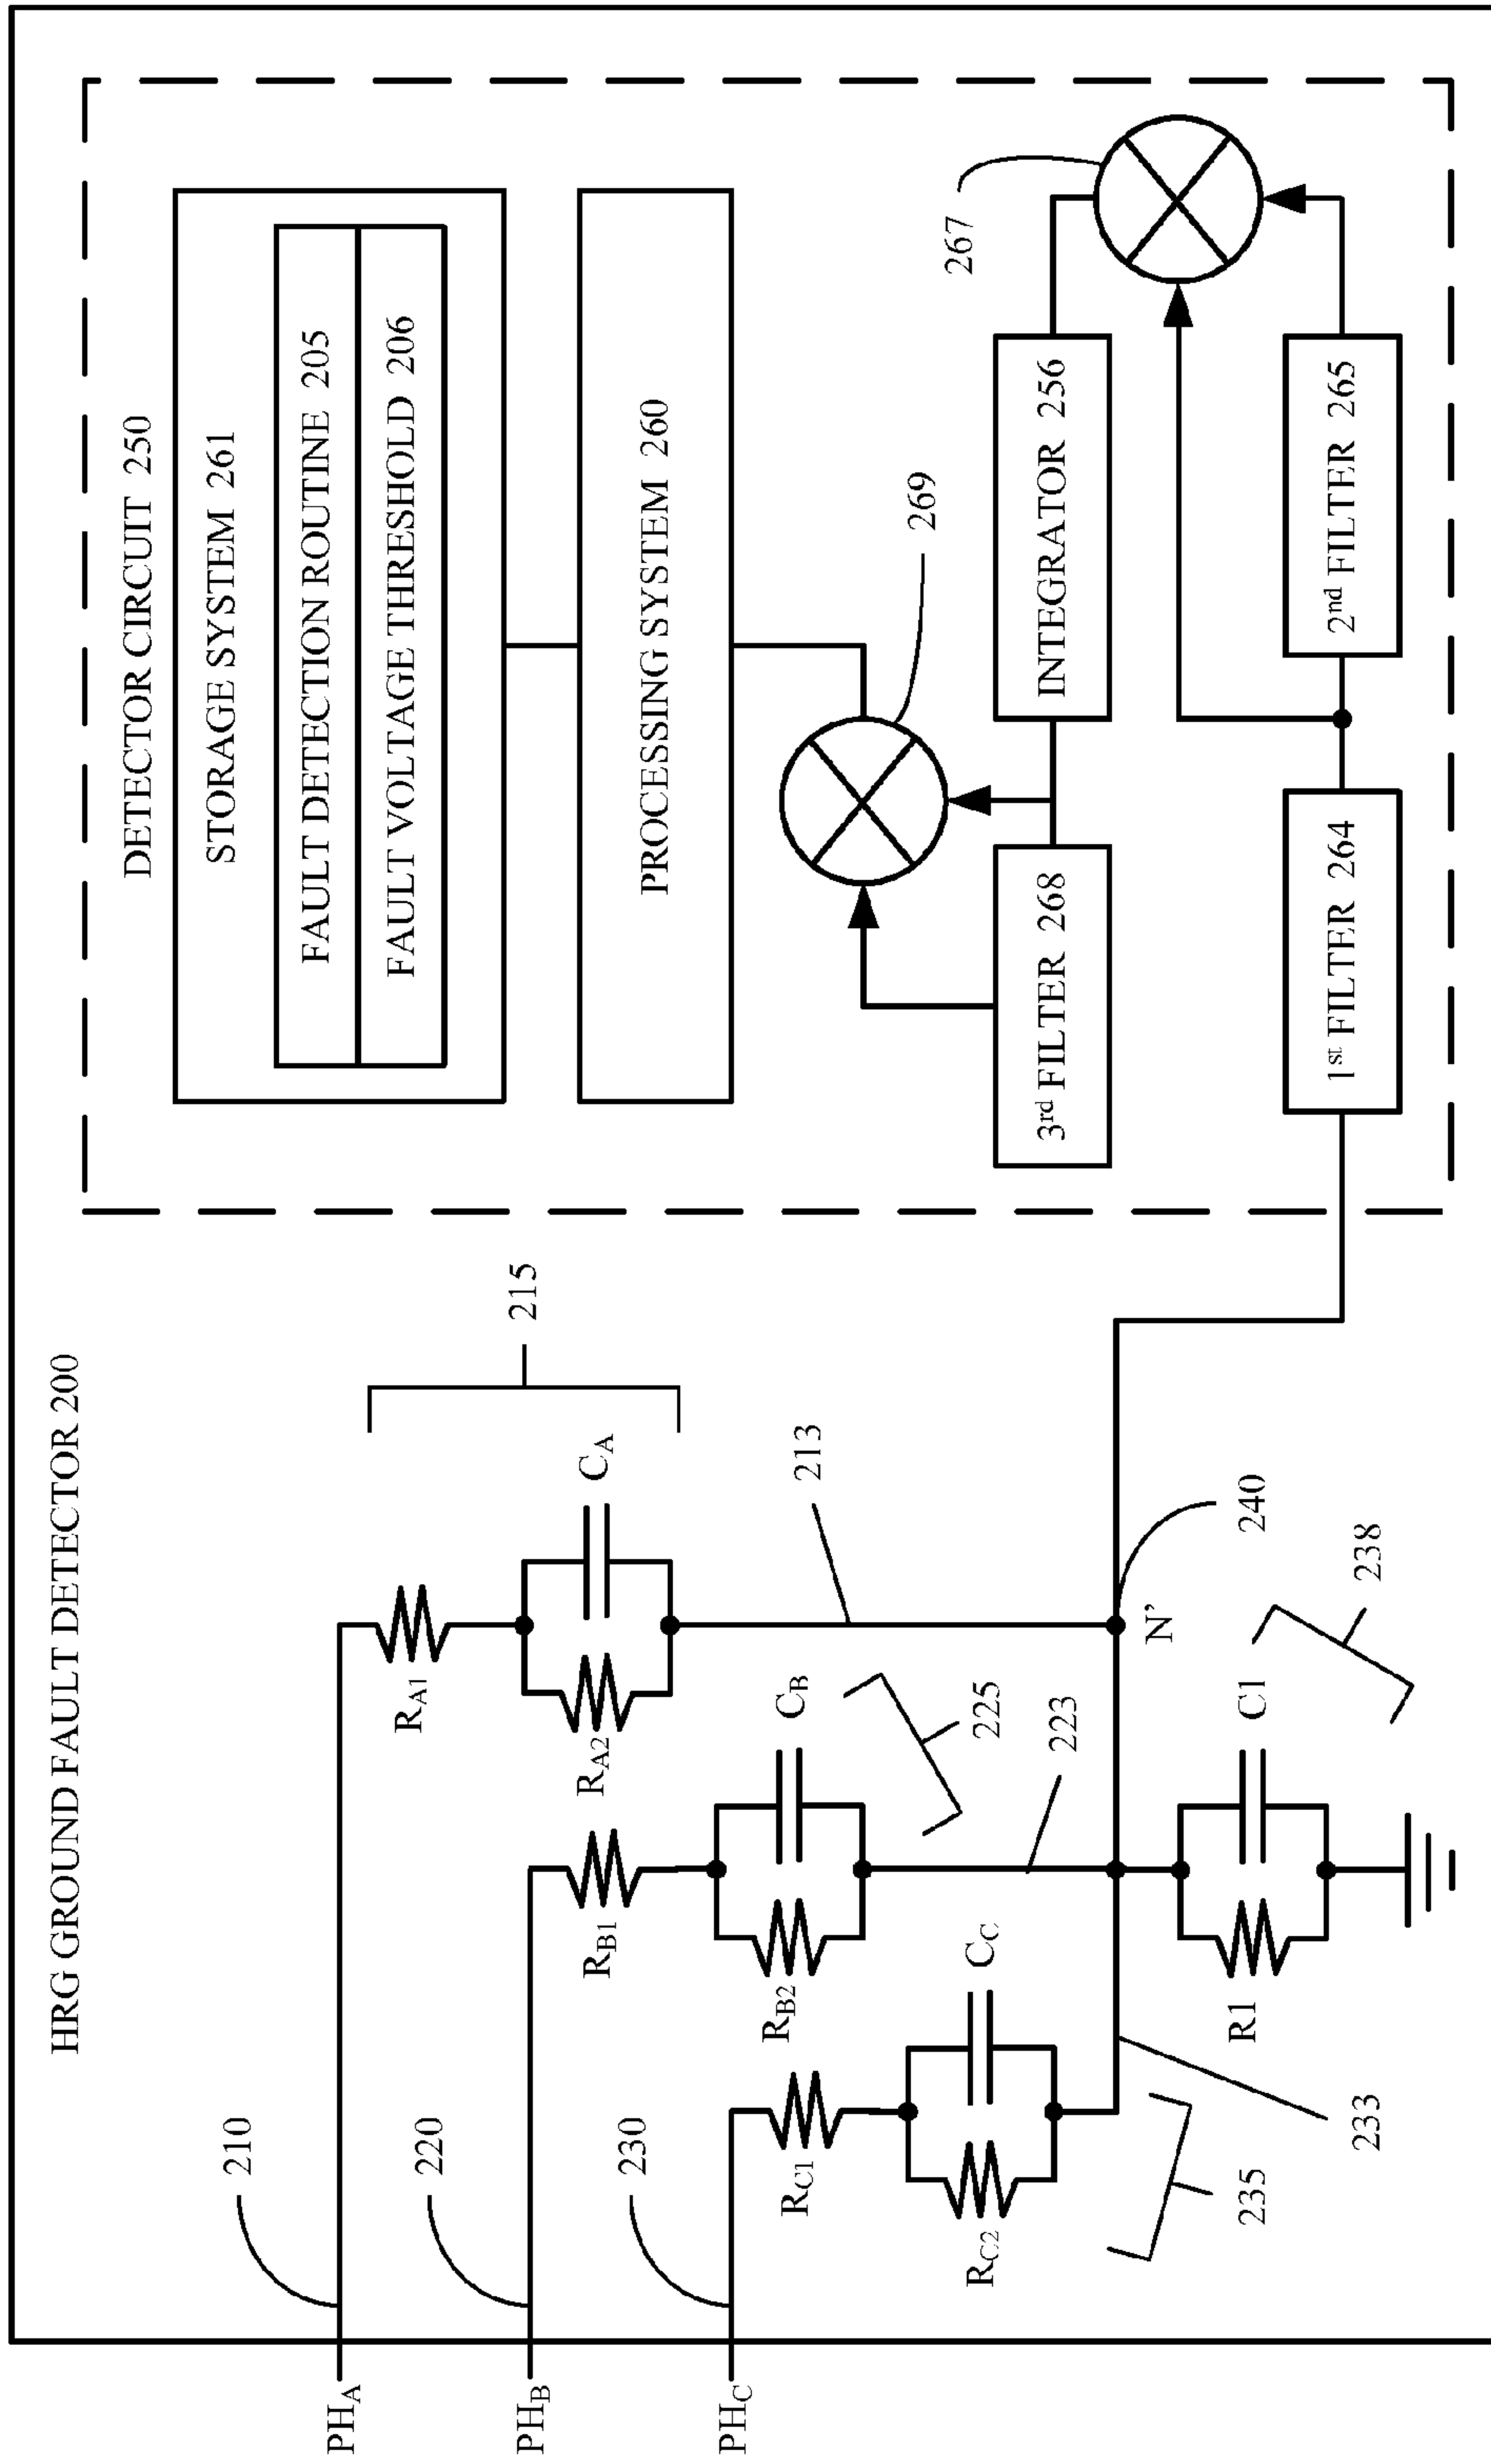 HRG GROUND FAULT DETECTOR 200
DETECTOR CIRCUIT 250
STORAGE SYSTEM 261
FAULT DETECTION ROUTINE 205
FAULT VOLTAGE THRESHOLD 206
PROCESSING SYSTEM 260
269
267
3rd FILTER 268
INTEGRATOR 256
1st FILTER 264
2nd FILTER 265
PHA
210
RA1
RA2
CA
215
213
PHB
220
RB1
RB2
CB
225
223
PHC
230
RC1
RC2
CC
235
233
N'
240
R1
C1
238